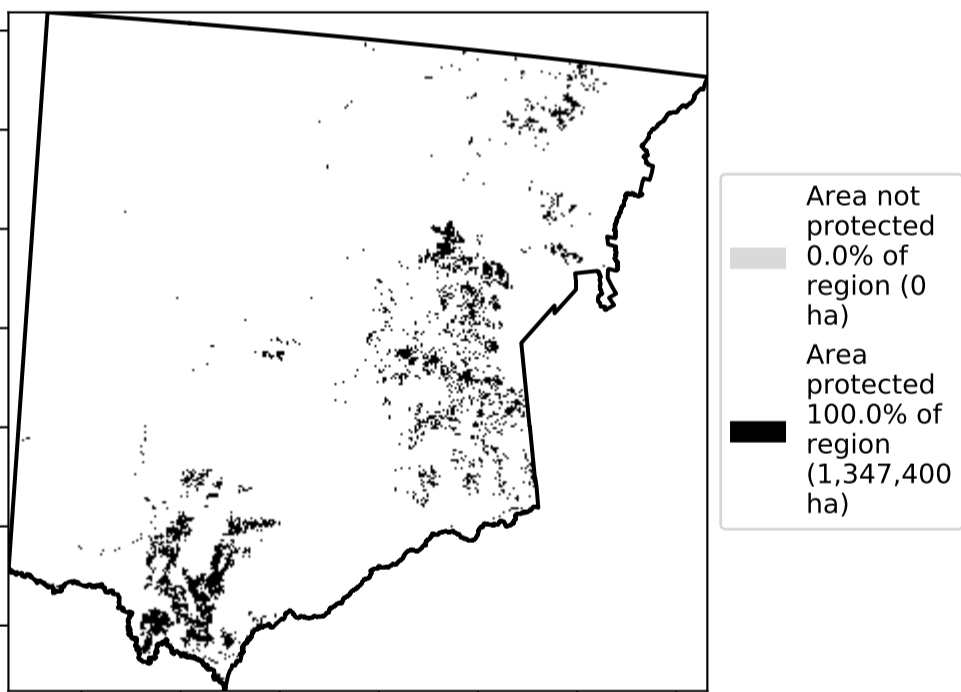 Area not
protected
0.0% of
region (0
ha)
Area
protected
100.0% of
region
(1,347,400
ha)